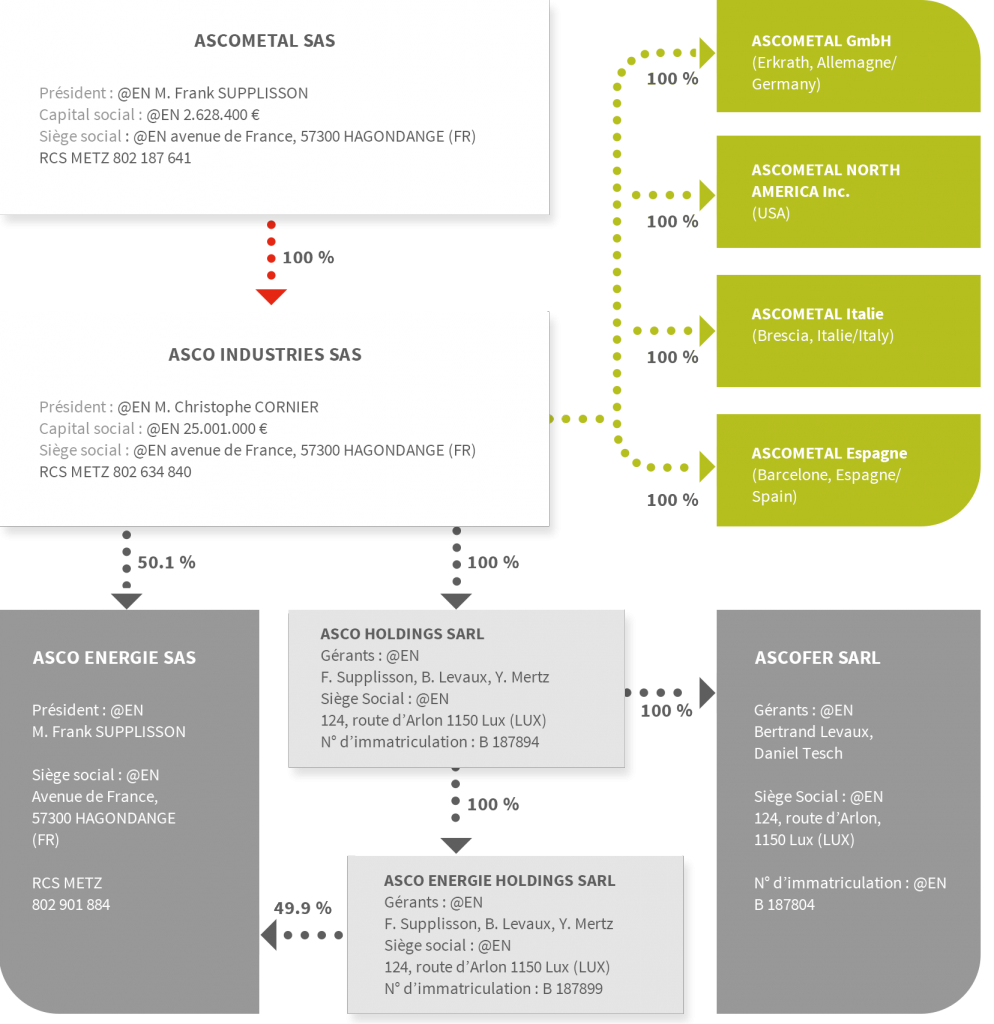 ASCOMETAL SAS
Président : @EN M. Frank SUPPLISSON
Capital social : @EN 2.628.400 €
Siège social : @EN avenue de France, 57300 HAGONDANGE (FR)
RCS METZ 802 187 641
100 %
ASCO INDUSTRIES SAS
Président : @EN M. Christophe CORNIER
Capital social : @EN 25.001.000 €
Siège social : @EN avenue de France, 57300 HAGONDANGE (FR)
RCS METZ 802 634 840
100 %
ASCOMETAL GmbH
(Erkrath, Allemagne/
Germany)
100 %
ASCOMETAL NORTH
AMERICA Inc.
(USA)
100 %
ASCOMETAL Italie
(Brescia, Italie/Italy)
100 %
ASCOMETAL Espagne
(Barcelone, Espagne/
Spain)
50.1 %
100 %
ASCO ENERGIE SAS
Président : @EN
M. Frank SUPPLISSON
Siège social : @EN
Avenue de France,
57300 HAGONDANGE
(FR)
RCS METZ
802 901 884
ASCO HOLDINGS SARL
Gérants : @EN
F. Supplisson, B. Levaux, Y. Mertz
Siège Social : @EN
124, route d’Arlon 1150 Lux (LUX)
N° d’immatriculation : B 187894
100 %
ASCOFER SARL
Gérants : @EN
Bertrand Levaux,
Daniel Tesch
Siège Social : @EN
124, route d’Arlon,
1150 Lux (LUX)
N° d’immatriculation : @EN
B 187804
100 %
ASCO ENERGIE HOLDINGS SARL
Gérants : @EN
F. Supplisson, B. Levaux, Y. Mertz
Siège social : @EN
124, route d’Arlon 1150 Lux (LUX)
N° d’immatriculation : B 187899
49.9 %